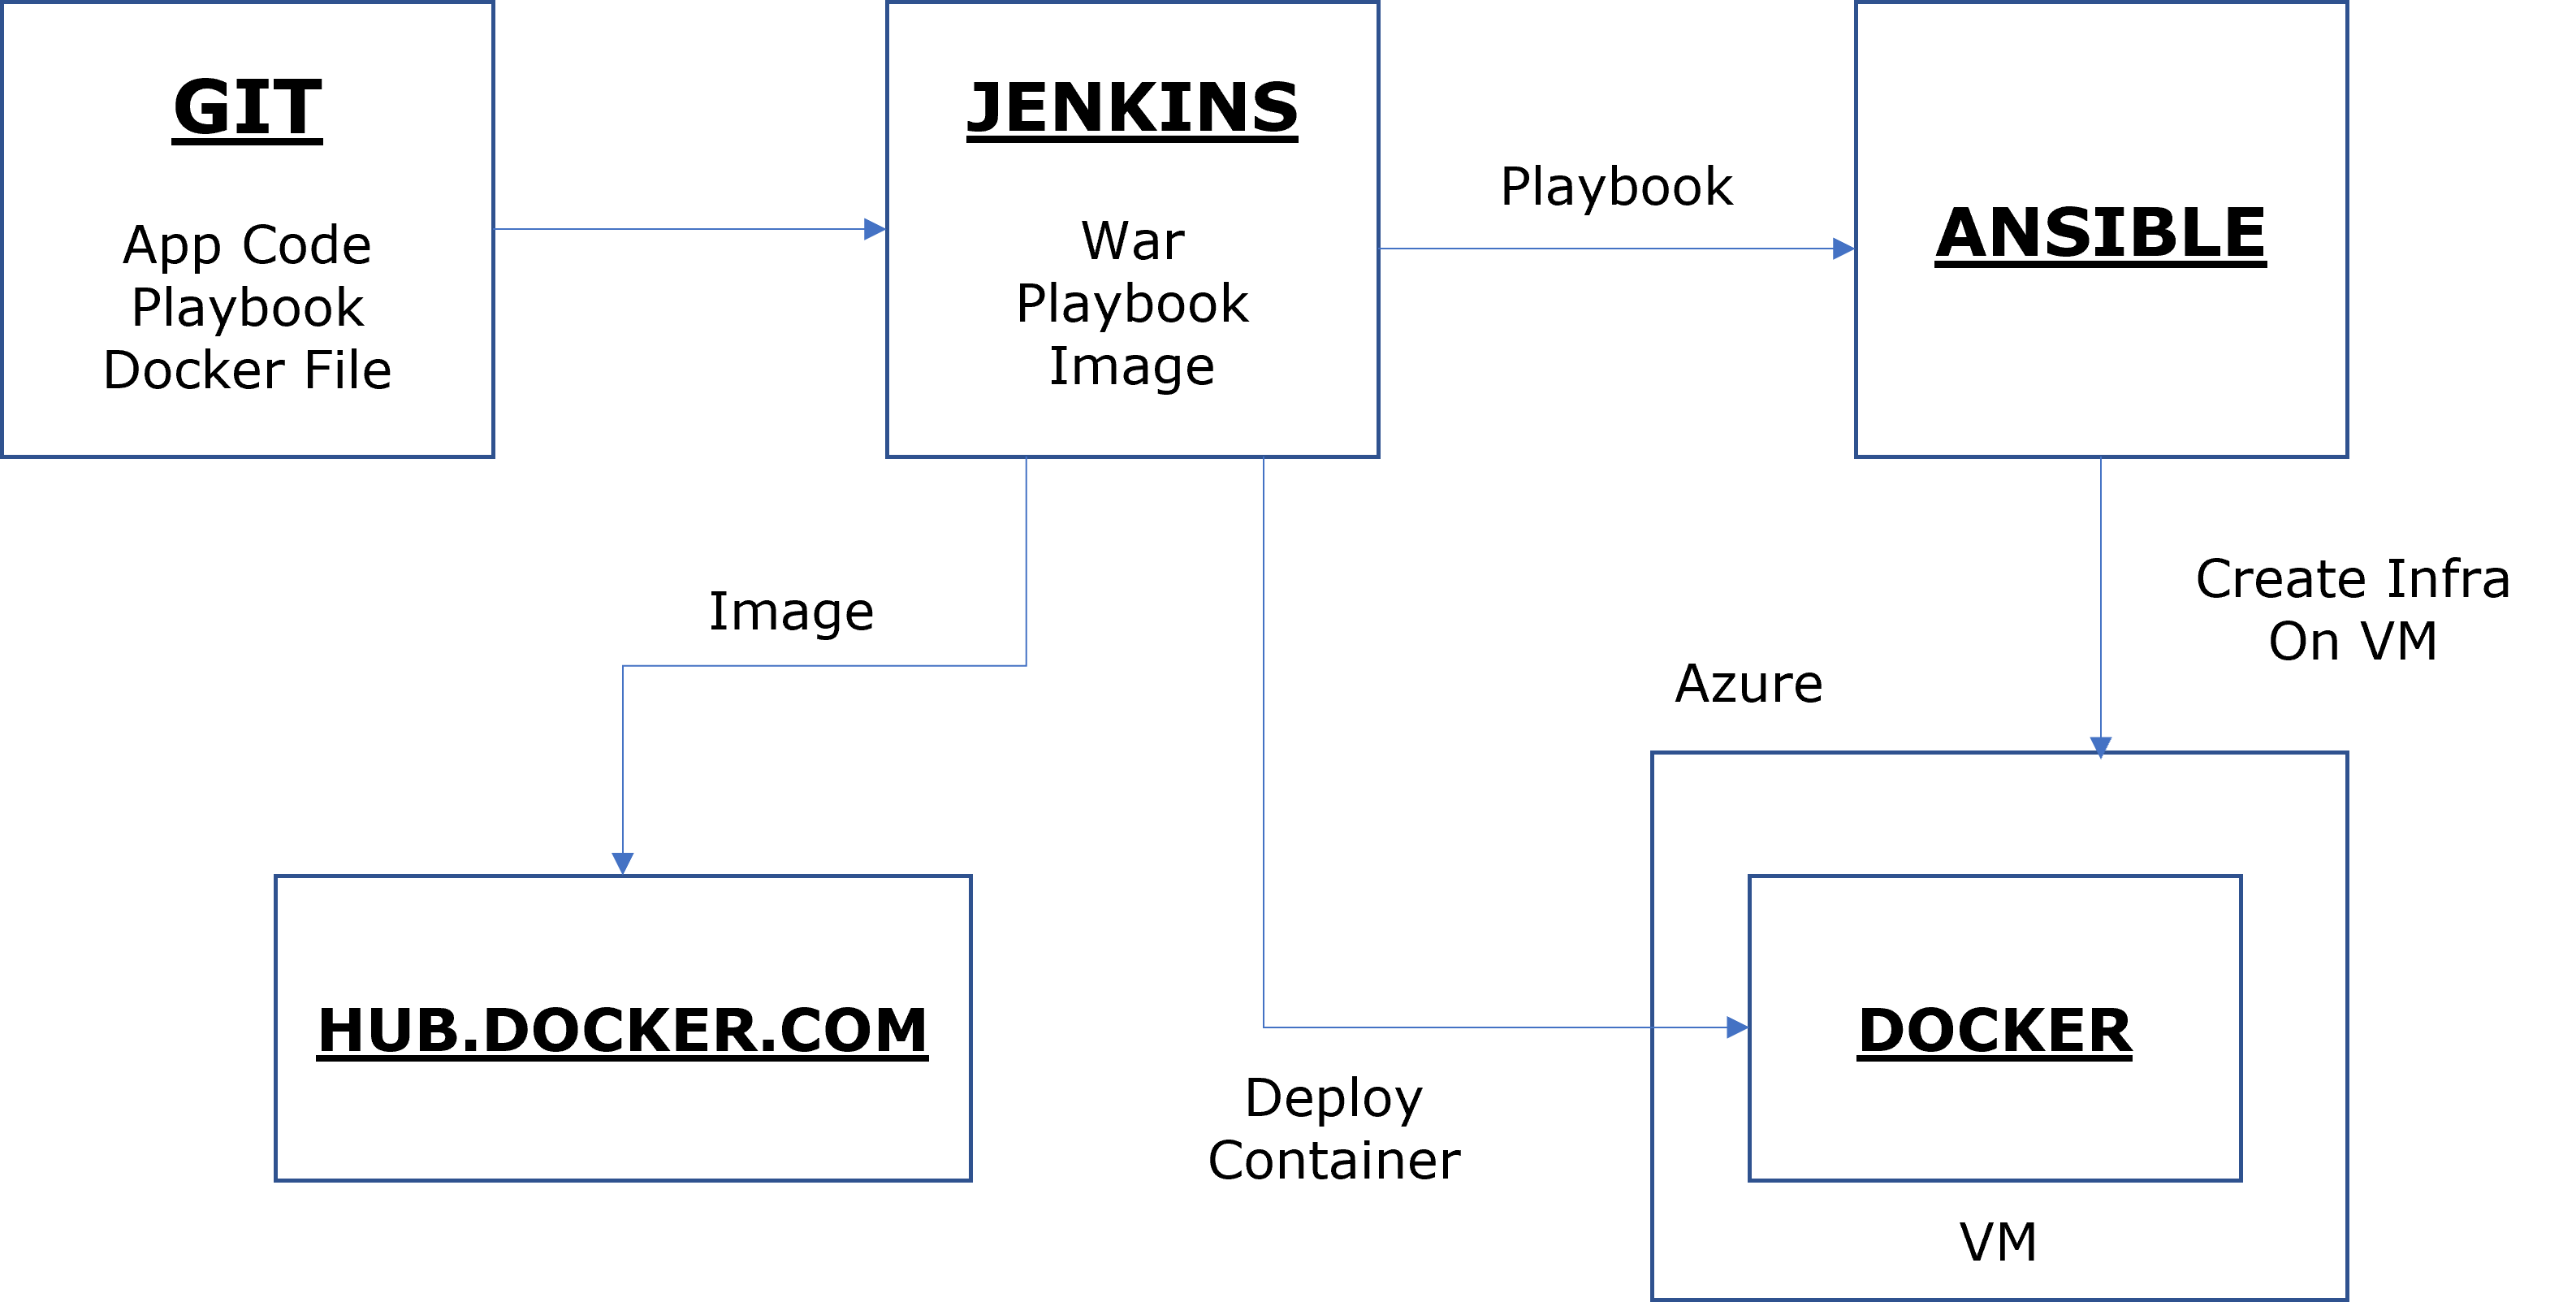 GIT
App Code
Playbook
Docker File
JENKINS
War
Playbook
Image
Playbook
ANSIBLE
Image
Create Infra
On VM
Azure
HUB.DOCKER.COM
Deploy
Container
DOCKER
VM